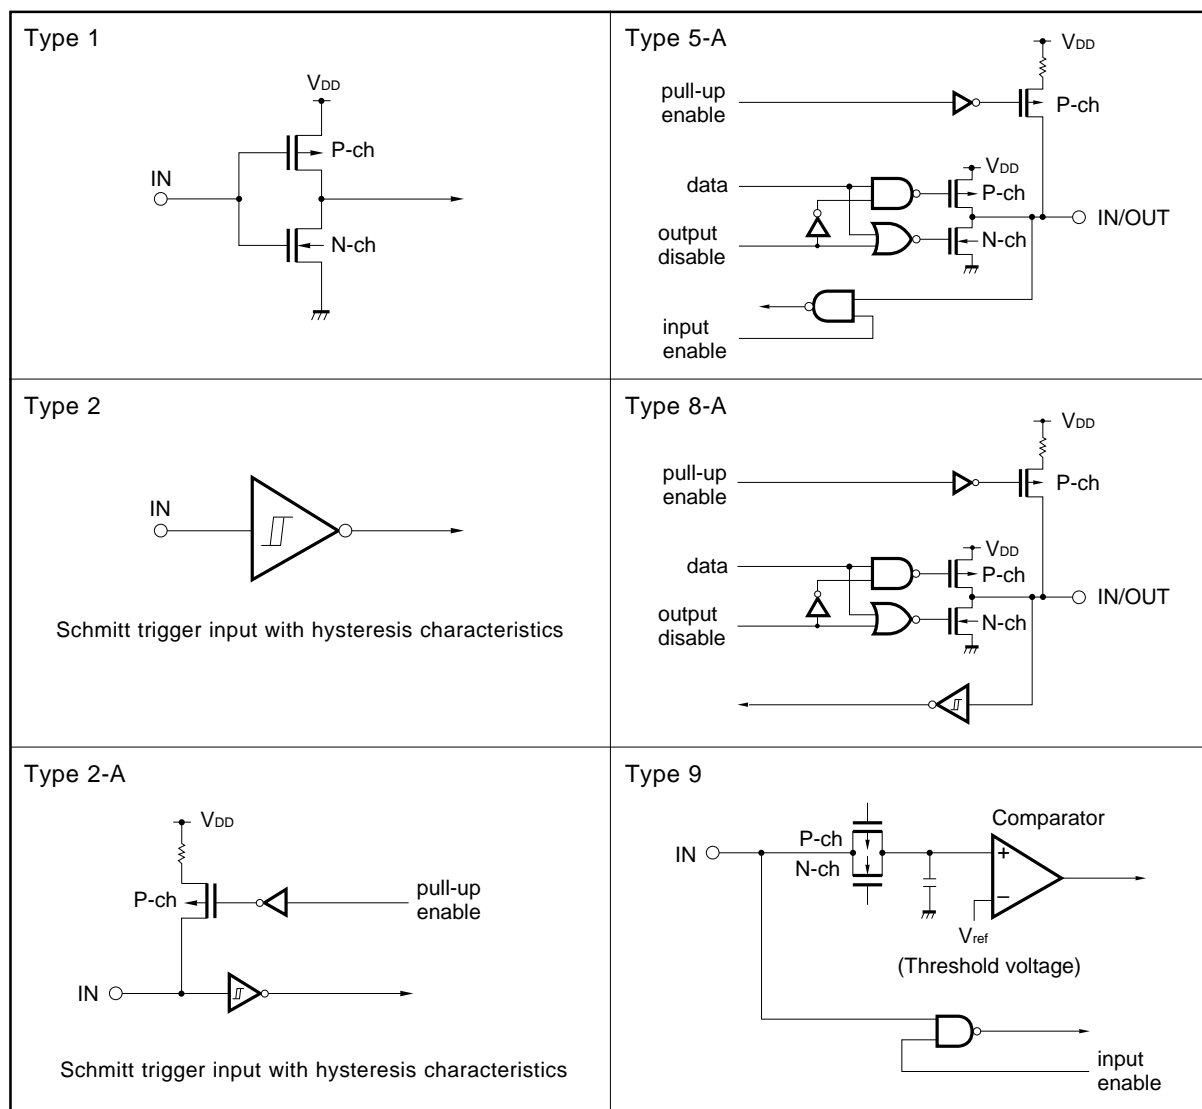 Type 1
VDD
P-ch
IN
N-ch
Type 5-A
VDD
pull-up
enable
P-ch
data
VDD
P-ch
output
disable
N-ch
IN/OUT
input
enable
Type 2
IN
Schmitt trigger input with hysteresis characteristics
Type 8-A
VDD
pull-up
enable
P-ch
data
VDD
P-ch
output
disable
N-ch
IN/OUT
Type 2-A
VDD
P-ch
pull-up
enable
IN
Schmitt trigger input with hysteresis characteristics
Type 9
IN
P-ch
N-ch
Comparator
+
−
Vref
(Threshold voltage)
input
enable